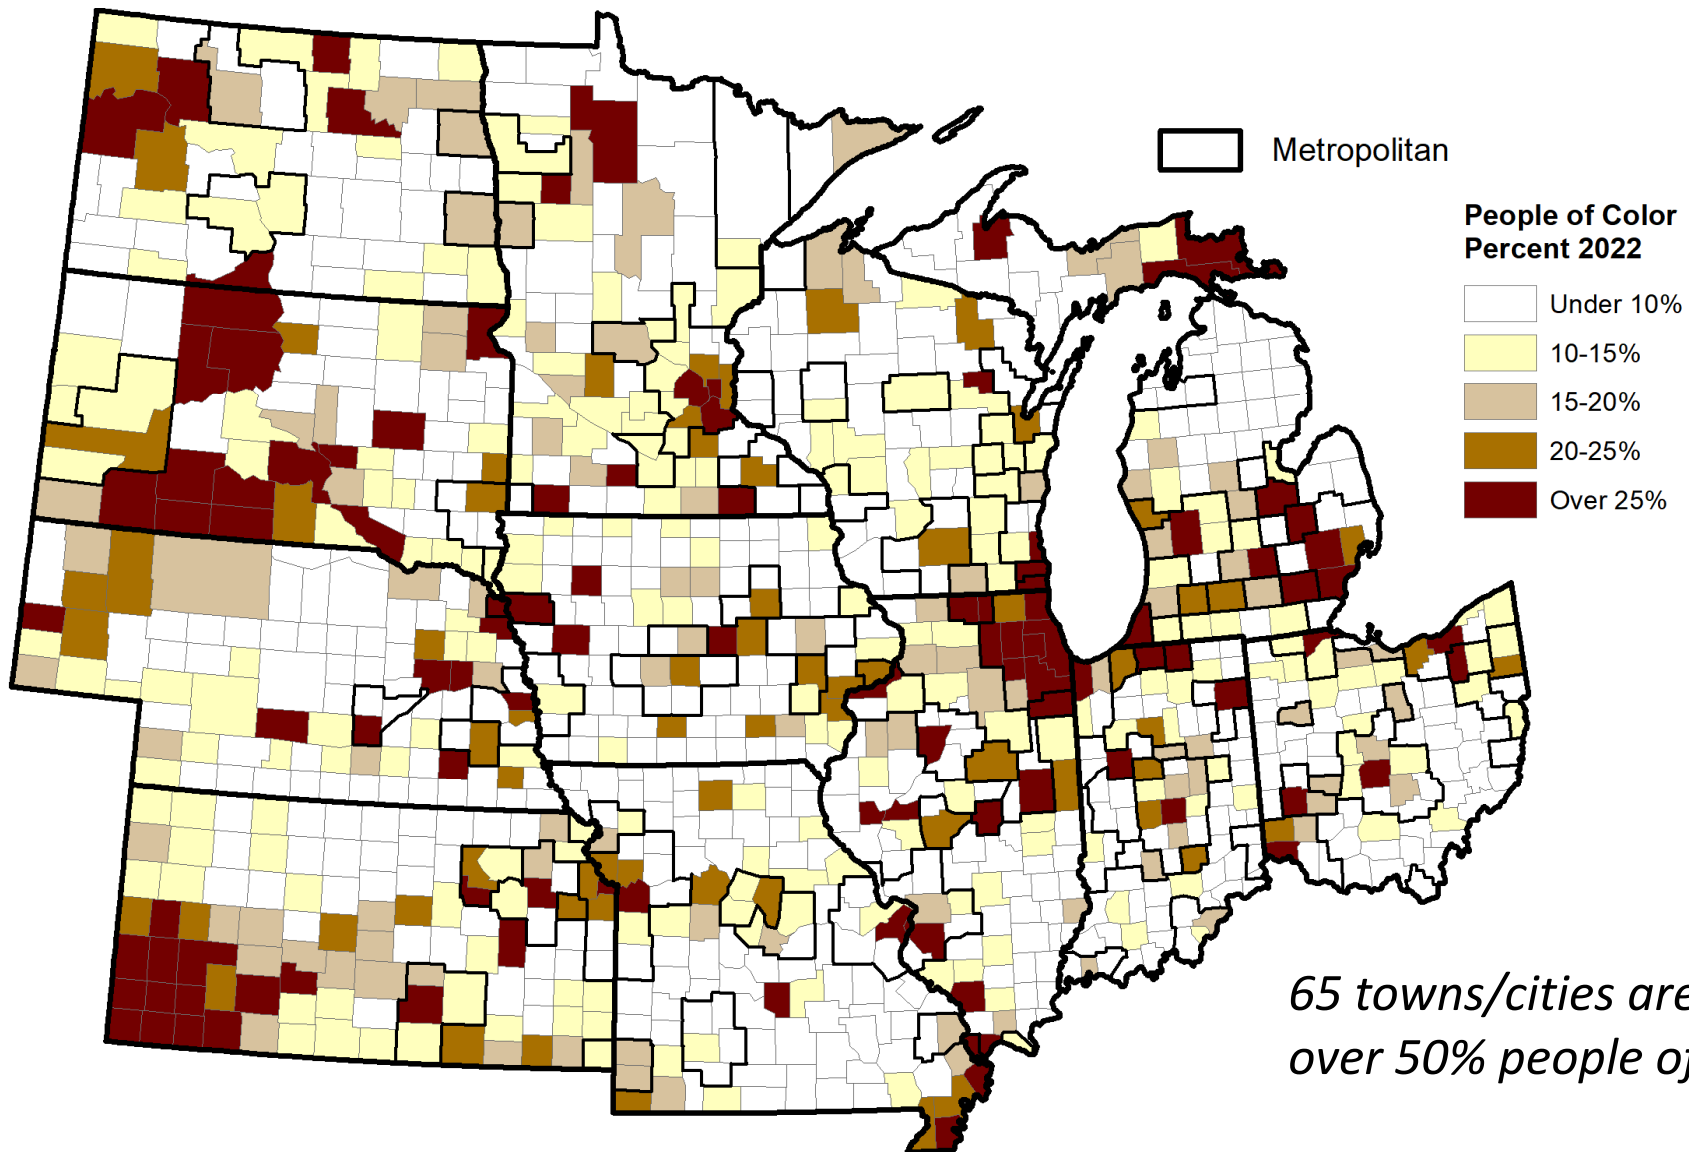 Metropolitan
People of Color
Percent 2022
Under 10%
10-15%
15-20%
20-25%
Over 25%
65 towns/cities are
over 50% people of